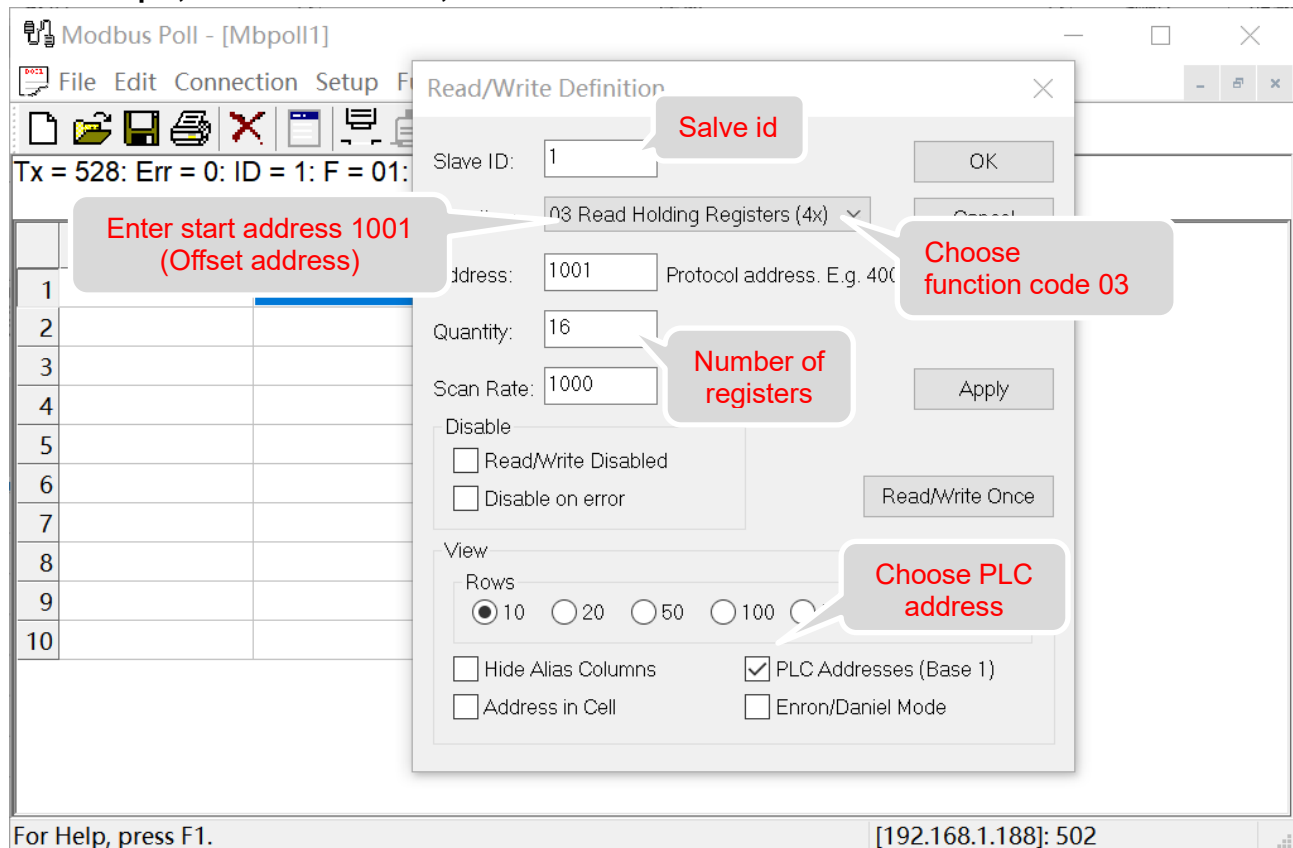 Modbus Poll - [Mbpoll1]
File Edit Connection Setup
Tx = 528: Err = 0: ID = 1: F = 01:
Read/Write Definition
Salve id
Slave ID: 1
OK
03 Read Holding Registers (4x)
Enter start address 1001
(Offset address)
Choose
function code 03
1001 Protocol address. E.g.
Quantity: 16
Number of
registers
Scan Rate: 1000
Apply
Disable
Read/Write Disabled
Disable on error
Read/Write Once
View
Rows
10 20 50 100
Choose PLC
address
Hide Alias Columns
PLC Addresses (Base 1)
Address in Cell
Enron/Daniel Mode
1
2
3
4
5
6
7
8
9
10
For Help, press F1.
[192.168.1.188]: 502